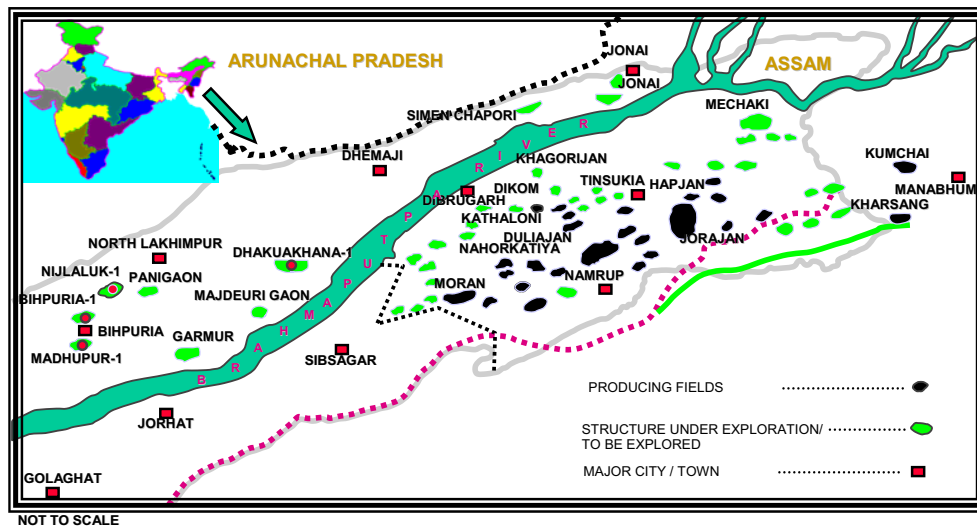 ARUNACHAL PRADESH
ASSAM
JONAI
JONAI
MECHAKI
SIMEN CHAPORI
KHAGORIJAN
KUMCHAI
DHEMAJI
DIKOM
TINSUKIA
HAPJAN
MANABHUM
DIBRUGARH
KATHALONI
KHARSANG
DULIAJAN
JORAJAN
NAHORKATIYA
NORTH LAKHIMPUR
DHAKUAKHANA-1
NIJLALUK-1
PANIGAON
NAMRUP
MORAN
BIHPURIA-1
MAJDEURI GAON
BIHPURIA
GARMUR
MADHUPUR-1
SIBSAGAR
BRAHMAPUTPA RIVER
JORHAT
GOLAGHAT
PRODUCING FIELDS
STRUCTURE UNDER EXPLORATION/
TO BE EXPLORED
MAJOR CITY / TOWN
NOT TO SCALE